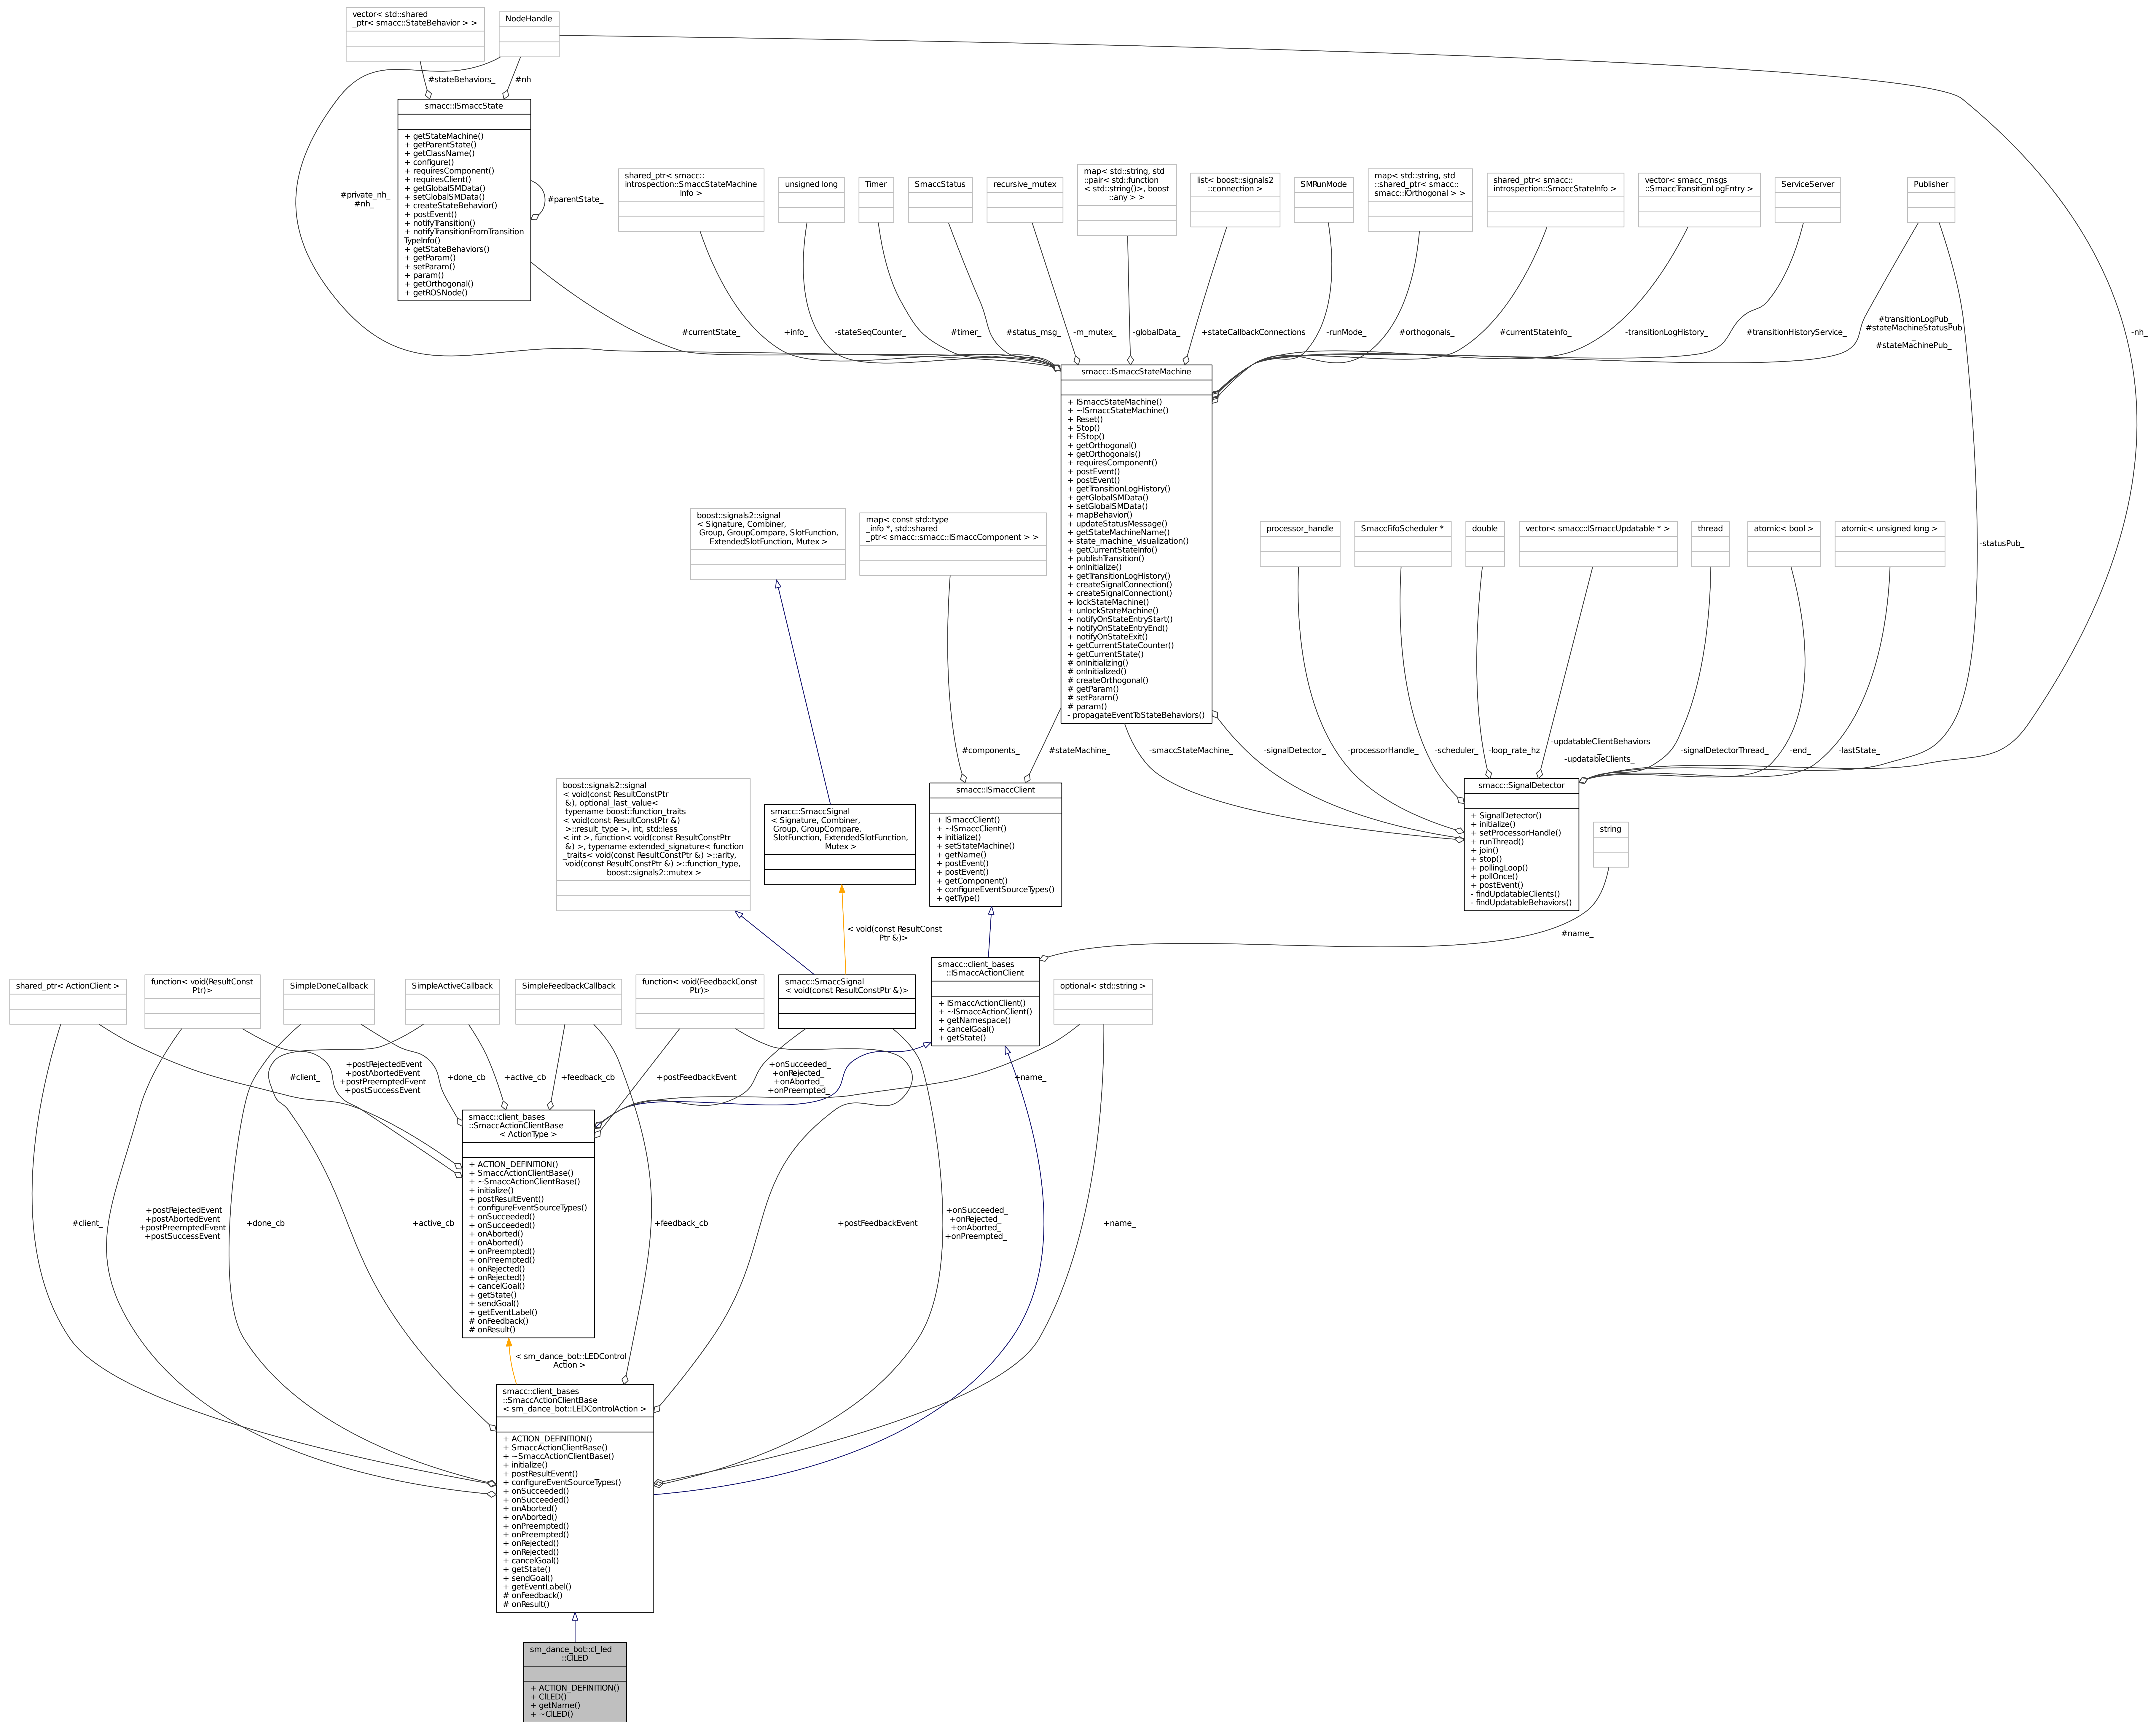 vector< std::shared
_ptr< smacc::StateBehavior > >
NodeHandle
#stateBehaviors_
#nh
smacc::ISmaccState
+ getStateMachine()
+ getParentState()
+ getClassName()
+ configure()
+ requiresComponent()
+ requiresClient()
+ getGlobalSMData()
+ setGlobalSMData()
+ createStateBehavior()
+ postEvent()
+ notifyTransition()
+ notifyTransitionFromTransition
TypeInfo()
+ getStateBehaviors()
+ getParam()
+ setParam()
+ param()
+ getOrthogonal()
+ getROSNode()
#private_nh_
#nh_
#parentState_
shared_ptr< smacc::
introspection::SmaccStateMachine
Info >
unsigned long
Timer
SmaccStatus
recursive_mutex
map< std::string, std
::pair< std::function
< std::string()>, boost
::any > >
list< boost::signals2
::connection >
SMRunMode
map< std::string, std
::shared_ptr< smacc::
smacc::IOrthogonal > >
shared_ptr< smacc::
introspection::SmaccStateInfo >
vector< smacc_msgs
::SmaccTransitionLogEntry >
ServiceServer
Publisher
#currentState_
+info_
-stateSeqCounter_
#timer_
#status_msg_
-m_mutex_
-globalData_
+stateCallbackConnections
-runMode_
#orthogonals_
#currentStateInfo_
-transitionLogHistory_
#transitionHistoryService_
#transitionLogPub_
#stateMachineStatusPub
_
#stateMachinePub_
-nh_
smacc::ISmaccStateMachine
+ ISmaccStateMachine()
+ ~ISmaccStateMachine()
+ Reset()
+ Stop()
+ EStop()
+ getOrthogonal()
+ getOrthogonals()
+ requiresComponent()
+ postEvent()
+ postEvent()
+ getTransitionLogHistory()
+ getGlobalSMData()
+ setGlobalSMData()
+ mapBehavior()
+ updateStatusMessage()
+ getStateMachineName()
+ state_machine_visualization()
+ getCurrentStateInfo()
+ publishTransition()
+ onInitialize()
+ getTransitionLogHistory()
+ createSignalConnection()
+ createSignalConnection()
+ lockStateMachine()
+ unlockStateMachine()
+ notifyOnStateEntryStart()
+ notifyOnStateEntryEnd()
+ notifyOnStateExit()
+ getCurrentStateCounter()
+ getCurrentState()
# onInitializing()
# onInitialized()
# createOrthogonal()
# getParam()
# setParam()
# param()
- propagateEventToStateBehaviors()
boost::signals2::signal
< Signature, Combiner,
Group, GroupCompare, SlotFunction,
ExtendedSlotFunction, Mutex >
map< const std::type
_info *, std::shared
_ptr< smacc::smacc::ISmaccComponent > >
processor_handle
SmaccFifoScheduler *
double
vector< smacc::ISmaccUpdatable * >
thread
atomic< bool >
atomic< unsigned long >
-statusPub_
#components_
#stateMachine_
-smaccStateMachine_
-signalDetector_
-processorHandle_
-scheduler_
-loop_rate_hz
-updatableClientBehaviors
_
-updatableClients_
-signalDetectorThread_
-end_
-lastState_
boost::signals2::signal
< void(const ResultConstPtr
&), optional_last_value<
typename boost::function_traits
< void(const ResultConstPtr &)
>::result_type >, int, std::less
< int >, function< void(const ResultConstPtr
&) >, typename extended_signature< function
_traits< void(const ResultConstPtr &) >::arity,
void(const ResultConstPtr &) >::function_type,
boost::signals2::mutex >
smacc::SmaccSignal
< Signature, Combiner,
Group, GroupCompare,
SlotFunction, ExtendedSlotFunction,
Mutex >
smacc::ISmaccClient
+ ISmaccClient()
+ ~ISmaccClient()
+ initialize()
+ setStateMachine()
+ getName()
+ postEvent()
+ postEvent()
+ getComponent()
+ configureEventSourceTypes()
+ getType()
smacc::SignalDetector
+ SignalDetector()
+ initialize()
+ setProcessorHandle()
+ runThread()
+ join()
+ stop()
+ pollingLoop()
+ pollOnce()
+ postEvent()
- findUpdatableClients()
- findUpdatableBehaviors()
string
< void(const ResultConst
Ptr &)>
#name_
shared_ptr< ActionClient >
function< void(ResultConst
Ptr)>
SimpleDoneCallback
SimpleActiveCallback
SimpleFeedbackCallback
function< void(FeedbackConst
Ptr)>
smacc::SmaccSignal
< void(const ResultConstPtr &)>
smacc::client_bases
::ISmaccActionClient
+ ISmaccActionClient()
+ ~ISmaccActionClient()
+ getNamespace()
+ cancelGoal()
+ getState()
optional< std::string >
#client_
+postRejectedEvent
+postAbortedEvent
+postPreemptedEvent
+postSuccessEvent
+done_cb
+active_cb
+feedback_cb
+postFeedbackEvent
+onSucceeded_
+onRejected_
+onAborted_
+onPreempted_
+name_
smacc::client_bases
::SmaccActionClientBase
< ActionType >
+ ACTION_DEFINITION()
+ SmaccActionClientBase()
+ ~SmaccActionClientBase()
+ initialize()
+ postResultEvent()
+ configureEventSourceTypes()
+ onSucceeded()
+ onSucceeded()
+ onAborted()
+ onAborted()
+ onPreempted()
+ onPreempted()
+ onRejected()
+ onRejected()
+ cancelGoal()
+ getState()
+ sendGoal()
+ getEventLabel()
# onFeedback()
# onResult()
#client_
+postRejectedEvent
+postAbortedEvent
+postPreemptedEvent
+postSuccessEvent
+done_cb
+active_cb
+feedback_cb
+postFeedbackEvent
+onSucceeded_
+onRejected_
+onAborted_
+onPreempted_
+name_
< sm_dance_bot::LEDControl
Action >
smacc::client_bases
::SmaccActionClientBase
< sm_dance_bot::LEDControlAction >
+ ACTION_DEFINITION()
+ SmaccActionClientBase()
+ ~SmaccActionClientBase()
+ initialize()
+ postResultEvent()
+ configureEventSourceTypes()
+ onSucceeded()
+ onSucceeded()
+ onAborted()
+ onAborted()
+ onPreempted()
+ onPreempted()
+ onRejected()
+ onRejected()
+ cancelGoal()
+ getState()
+ sendGoal()
+ getEventLabel()
# onFeedback()
# onResult()
sm_dance_bot::cl_led
::ClLED
+ ACTION_DEFINITION()
+ ClLED()
+ getName()
+ ~ClLED()